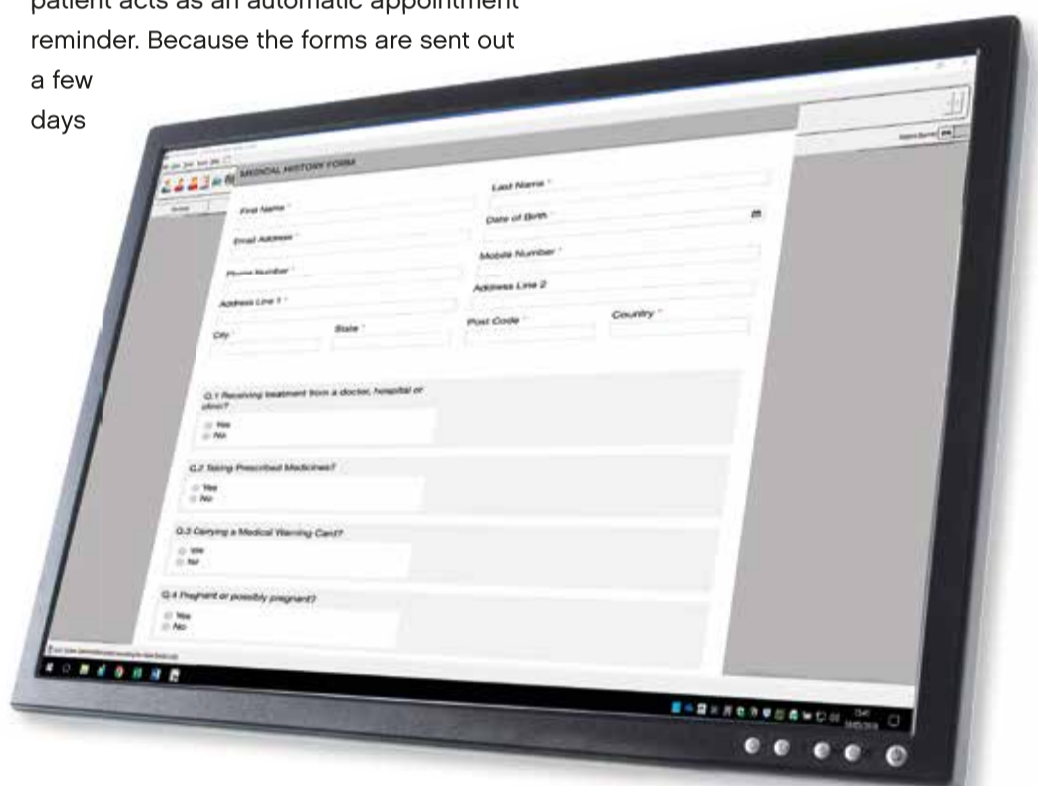 patient acts as an automatic appointment
reminder. Because the forms are sent out
a few
days
MEDICAL HISTORY FORM
First Name *
Last Name *
Email Address *
Date of Birth
Phone Number *
Mobile Number *
Address Line 1 *
Address Line 2
City *
State *
Post Code *
Country *
Q.1 Receiving treatment from a doctor, hospital or
clinic?
Yes
No
Q.2 Taking Prescribed Medicines?
Yes
No
Q.3 Carrying a Medical Warning Card?
Yes
No
Q.4 Pregnant or possibly pregnant?
Yes
No